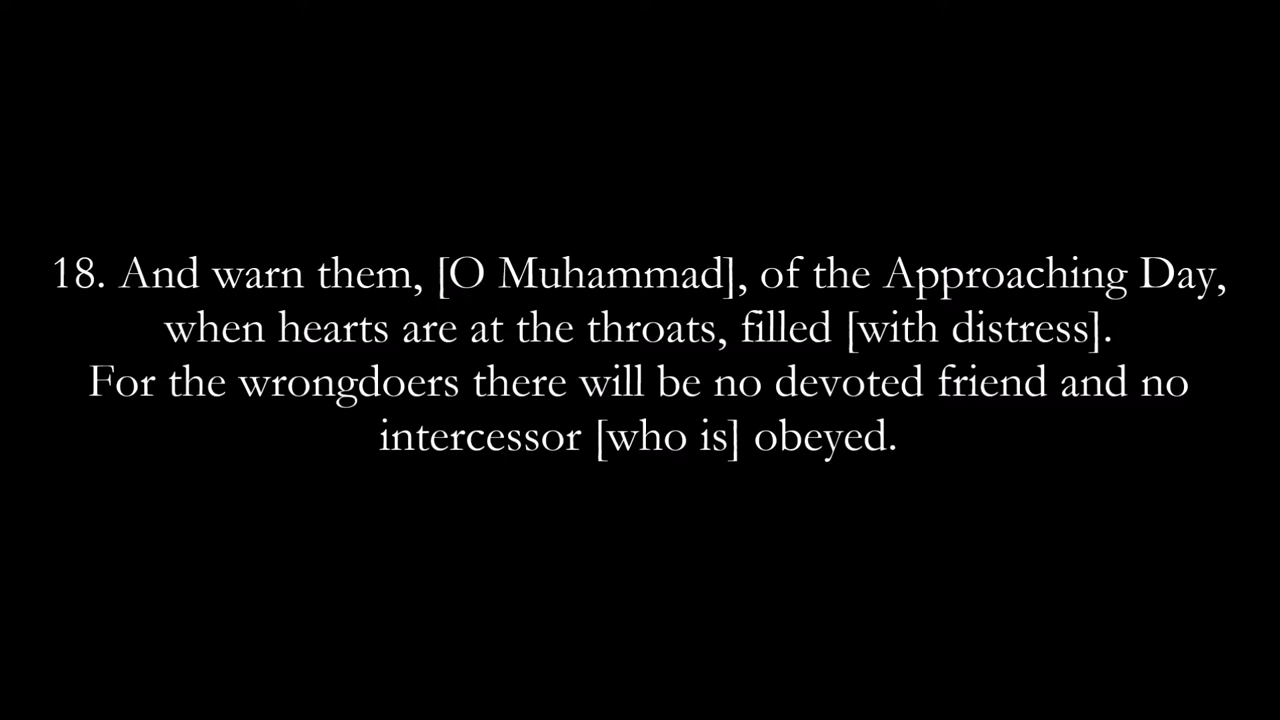 18. And warn them, [O Muhammad], of the Approaching Day,
when hearts are at the throats, filled [with distress].
For the wrongdoers there will be no devoted friend and no
intercessor [who is] obeyed.